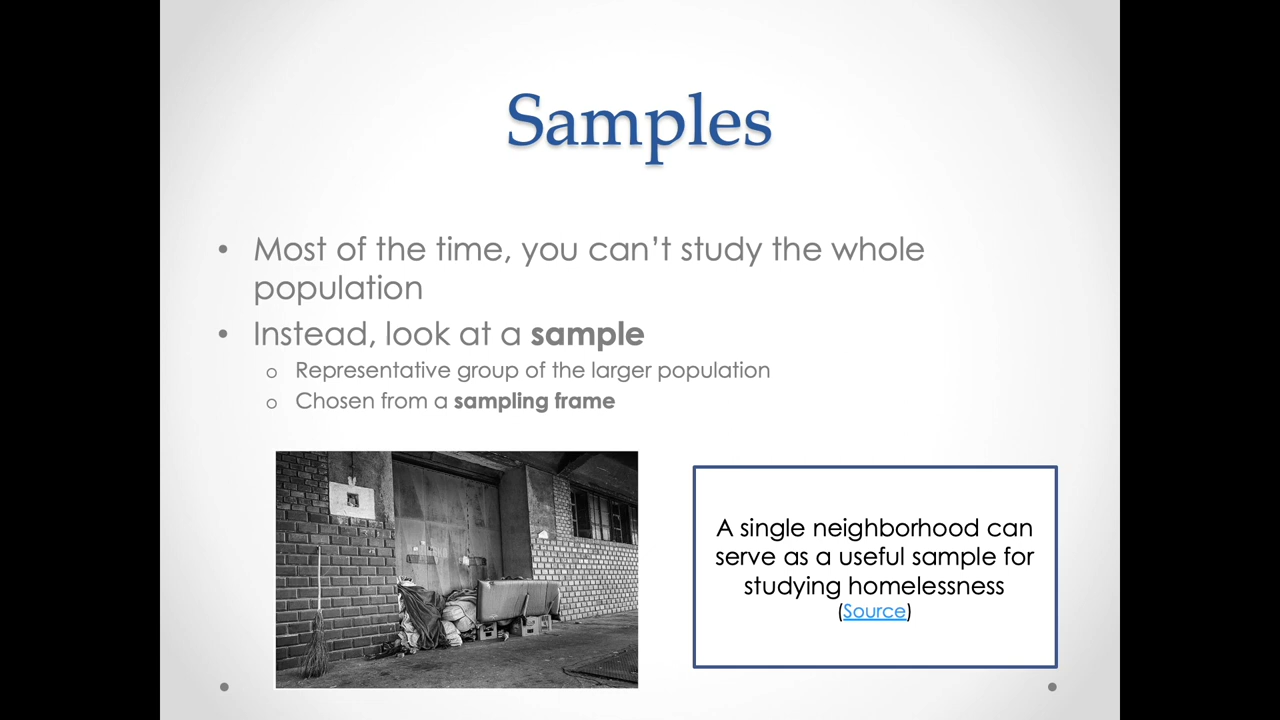 Samples
• Most of the time, you can’t study the whole
population
• Instead, look at a sample
o Representative group of the larger population
o Chosen from a sampling frame
A single neighborhood can
serve as a useful sample for
studying homelessness
(Source)